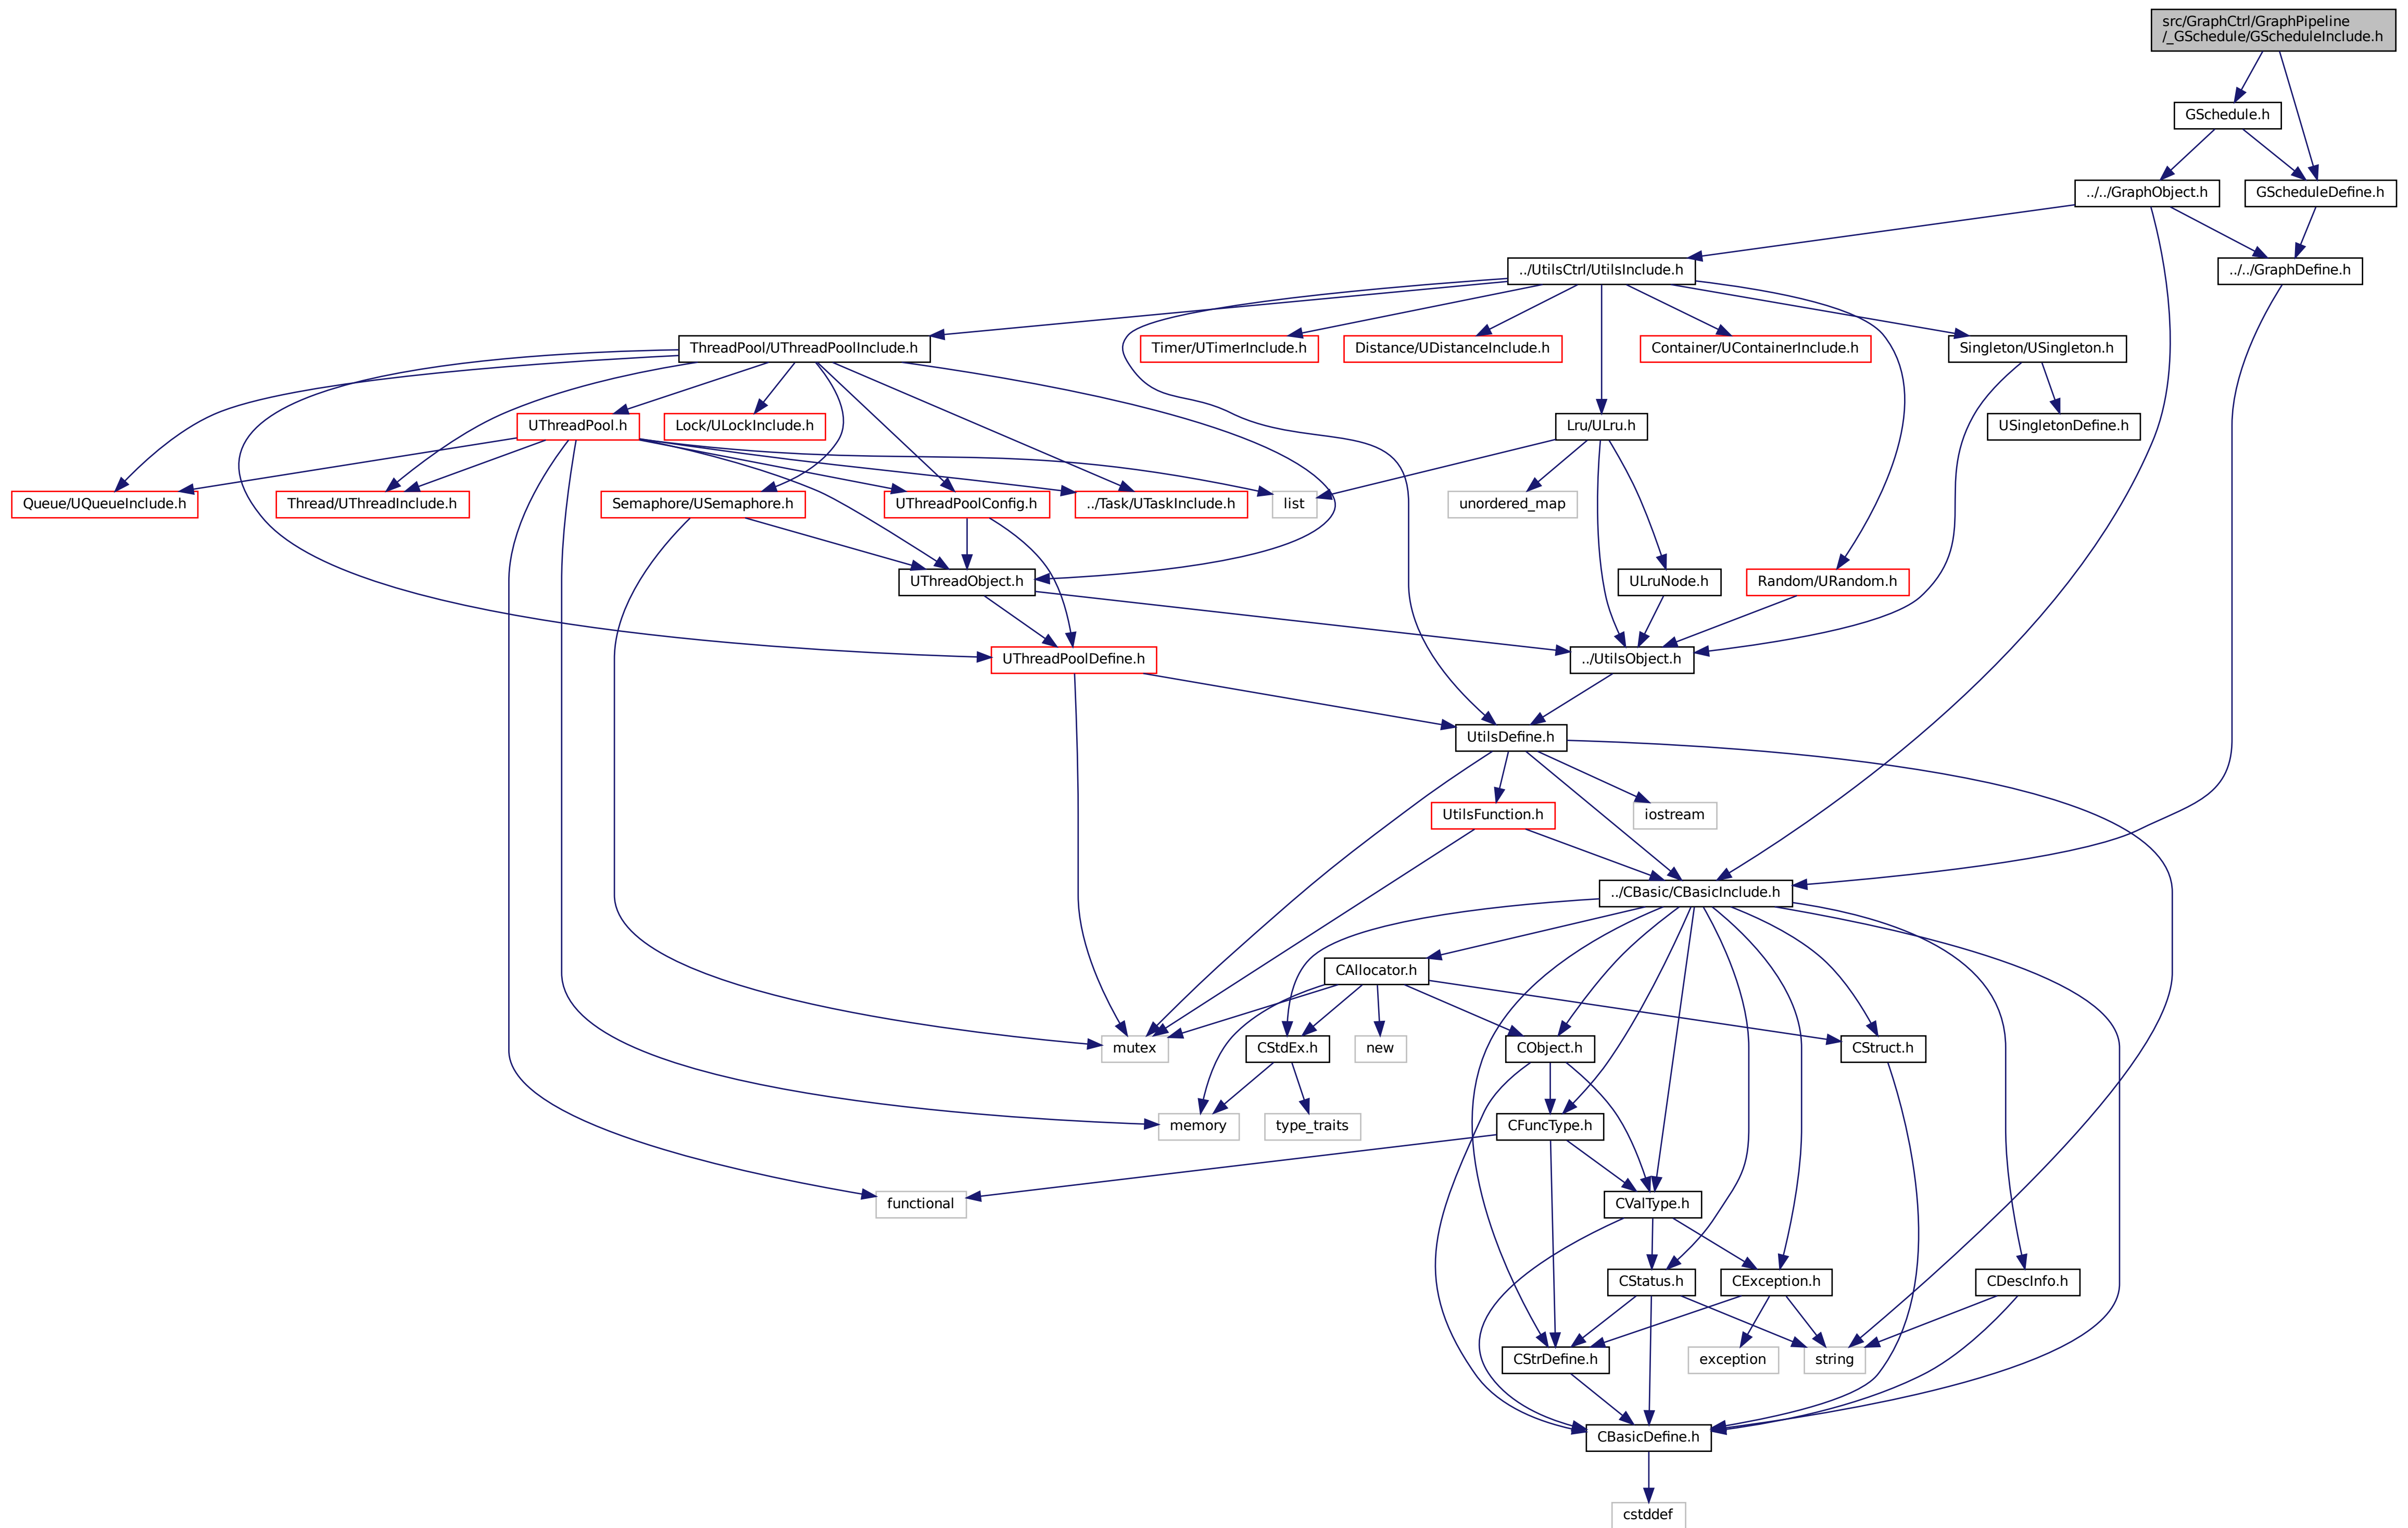 src/GraphCtrl/GraphPipeline
/_GSchedule/GScheduleInclude.h
GSchedule.h
../../GraphObject.h
GScheduleDefine.h
../UtilsCtrl/UtilsInclude.h
../../GraphDefine.h
ThreadPool/UThreadPoolInclude.h
Timer/UTimerInclude.h
Distance/UDistanceInclude.h
Container/UContainerInclude.h
Singleton/USingleton.h
UThreadPool.h
Lock/ULockInclude.h
Lru/ULru.h
USingletonDefine.h
Queue/UQueueInclude.h
Thread/UThreadInclude.h
Semaphore/USemaphore.h
UThreadPoolConfig.h
../Task/UTaskInclude.h
list
unordered_map
UThreadObject.h
ULruNode.h
Random/URandom.h
UThreadPoolDefine.h
../UtilsObject.h
UtilsDefine.h
UtilsFunction.h
iostream
../CBasic/CBasicInclude.h
CAllocator.h
mutex
CStdEx.h
new
CObject.h
CStruct.h
memory
type_traits
CFuncType.h
functional
CValType.h
CStatus.h
CException.h
CDescInfo.h
CStrDefine.h
exception
string
CBasicDefine.h
cstddef